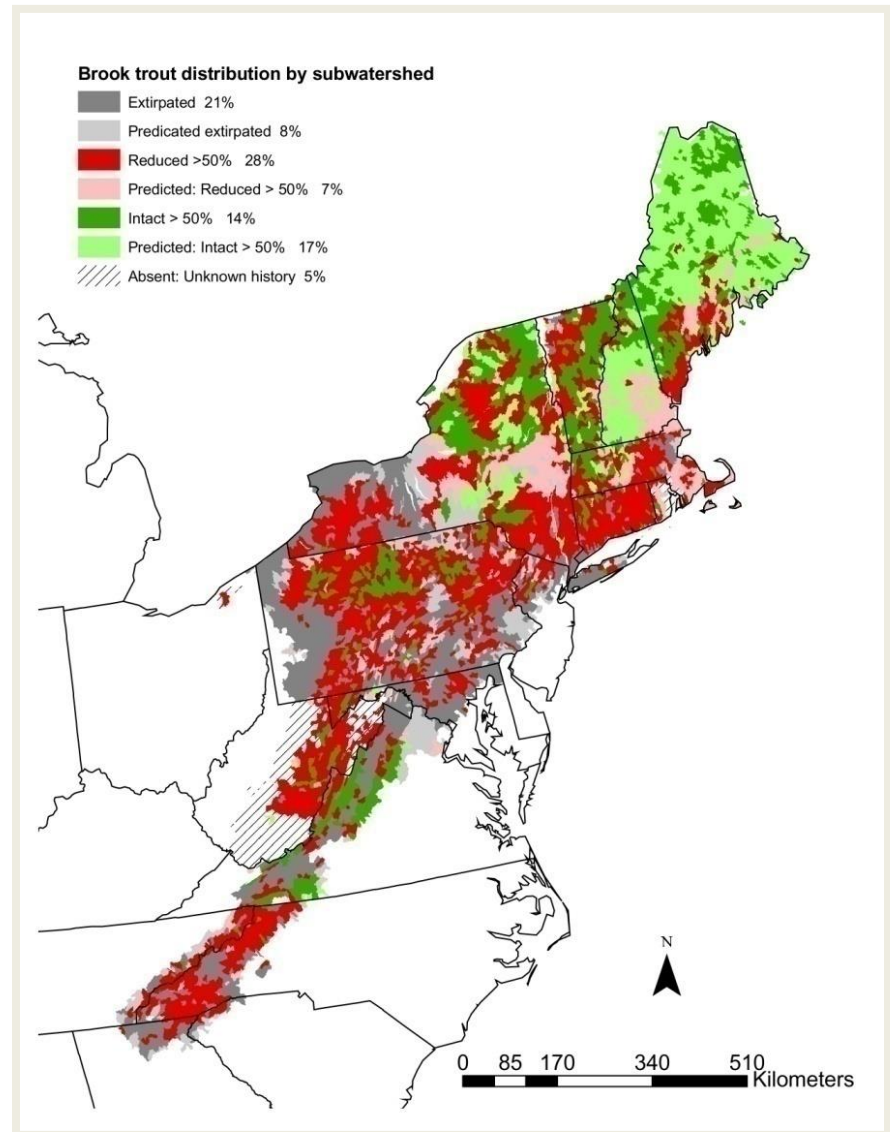 Brook trout distribution by subwatershed
Extirpated 21%
Predicated extirpated 8%
Reduced >50% 28%
Predicted: Reduced > 50% 7%
Intact > 50% 14%
Predicted: Intact > 50% 17%
Absent: Unknown history 5%
N
0 85 170 340 510
Kilometers